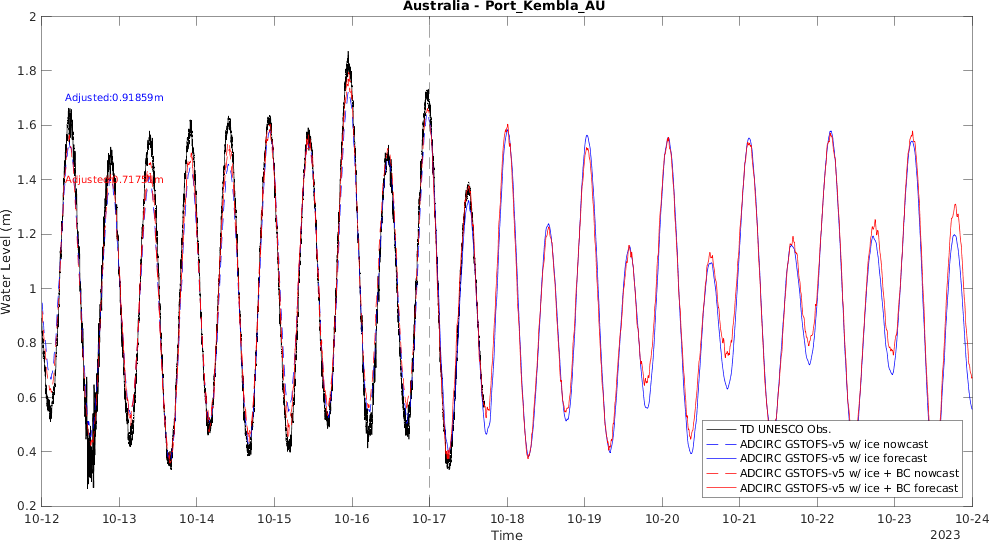 Australia - Port_Kembla_AU
Water Level (m)
2
1.8
1.6
1.4
1.2
1
0.8
0.6
0.4
0.2
Adjusted:0.91859m
TD UNESCO Obs.
ADCIRC GSTOFS-v5 w/ ice nowcast
ADCIRC GSTOFS-v5 w/ ice forecast
ADCIRC GSTOFS-v5 w/ ice + BC nowcast
ADCIRC GSTOFS-v5 w/ ice + BC forecast
10-12 10-13 10-14 10-15 10-16 10-17 10-18 10-19 10-20 10-21 10-22 10-23 10-24
Time
2023